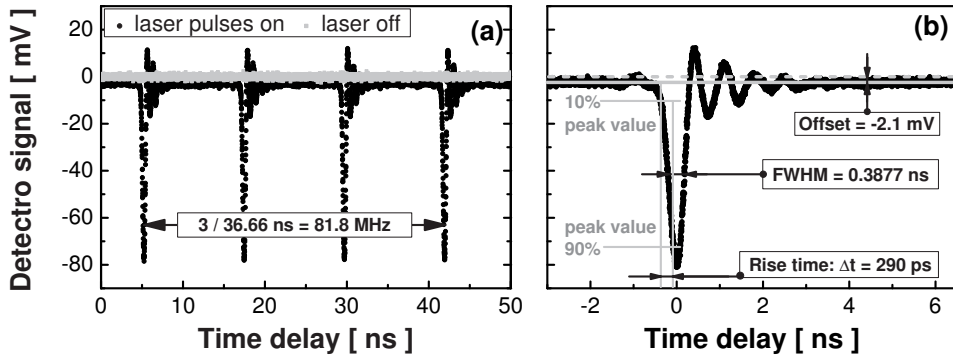 laser pulses on laser off (a)
Detectro signal [ mV ]
20
0
-20
-40
-60
-80
3 / 36.66 ns = 81.8 MHz
0 10 20 30 40 50
Time delay [ ns ]
(b)
10%
peak value
Offset = -2.1 mV
FWHM = 0.3877 ns
peak value
90%
Rise time: Δt = 290 ps
-2 0 2 4 6
Time delay [ ns ]